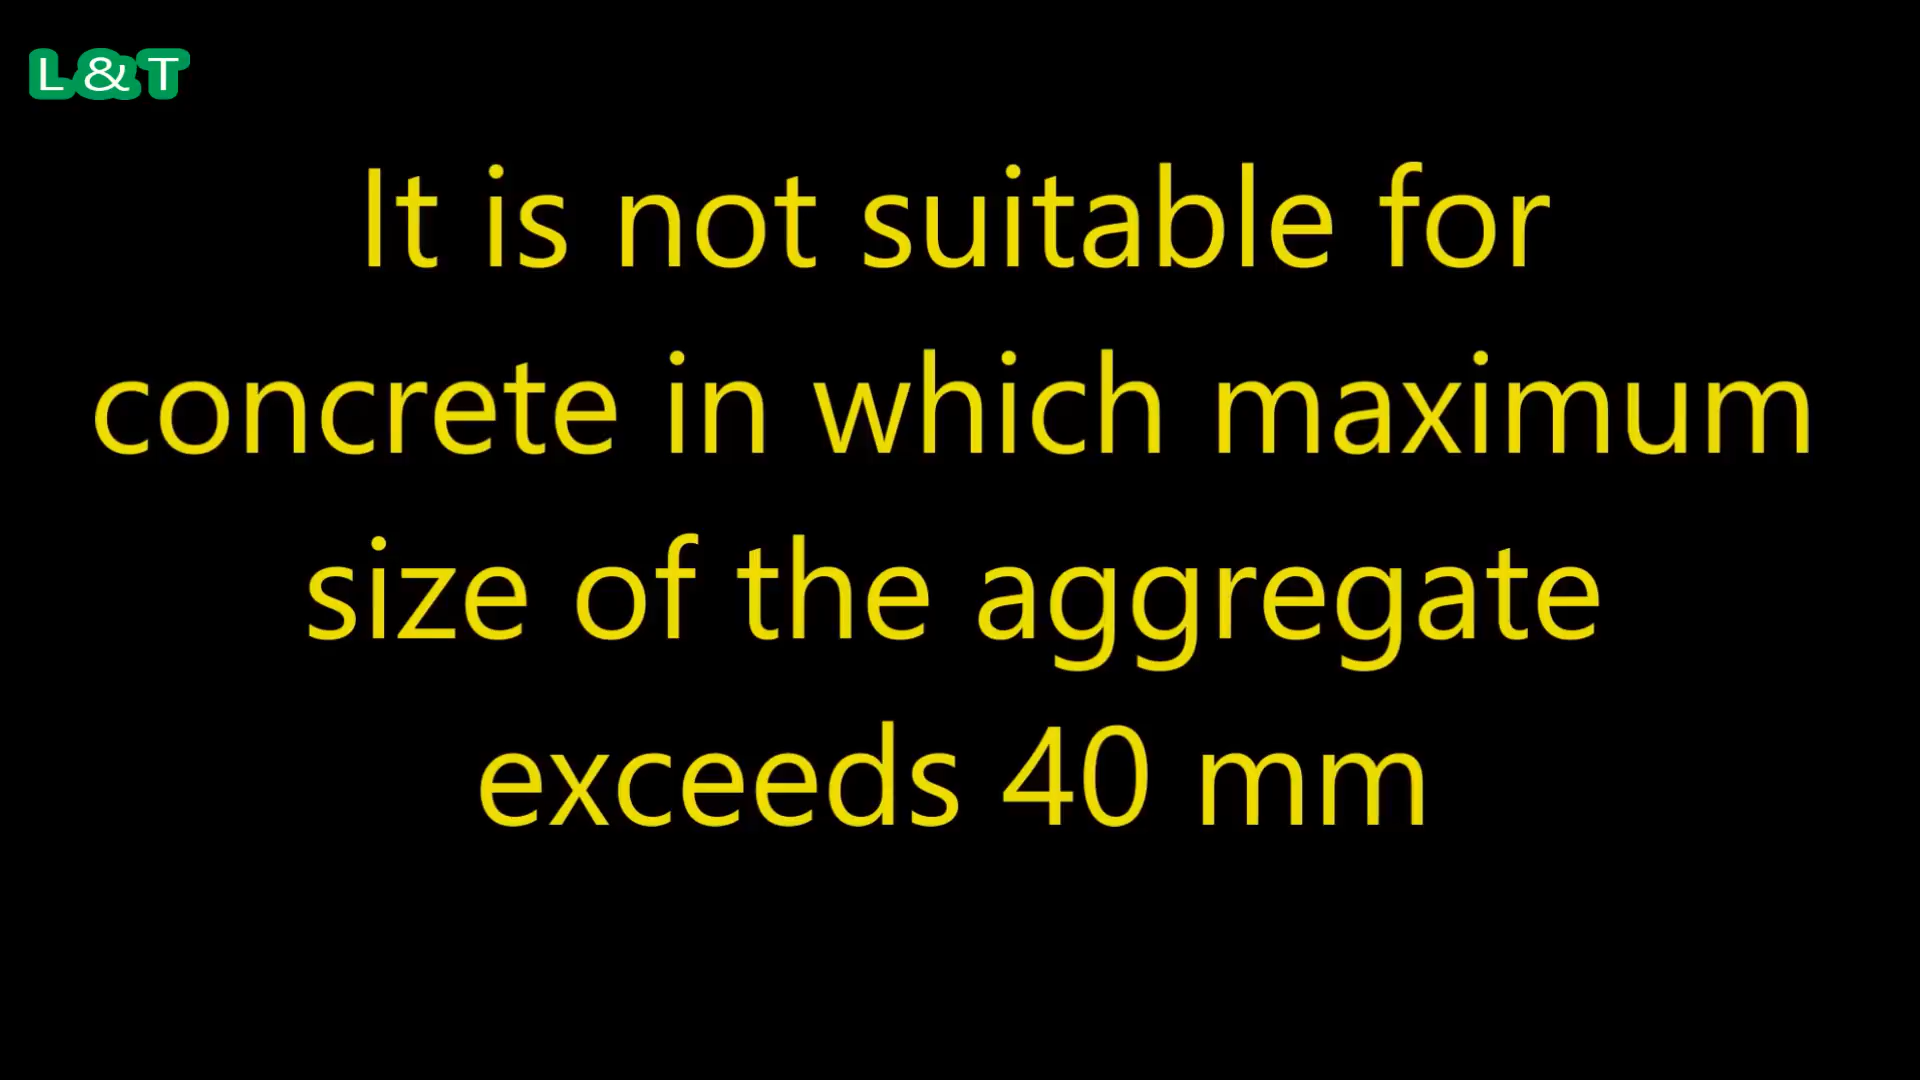 L&T
It is not suitable for
concrete in which maximum
size of the aggregate
exceeds 40 mm